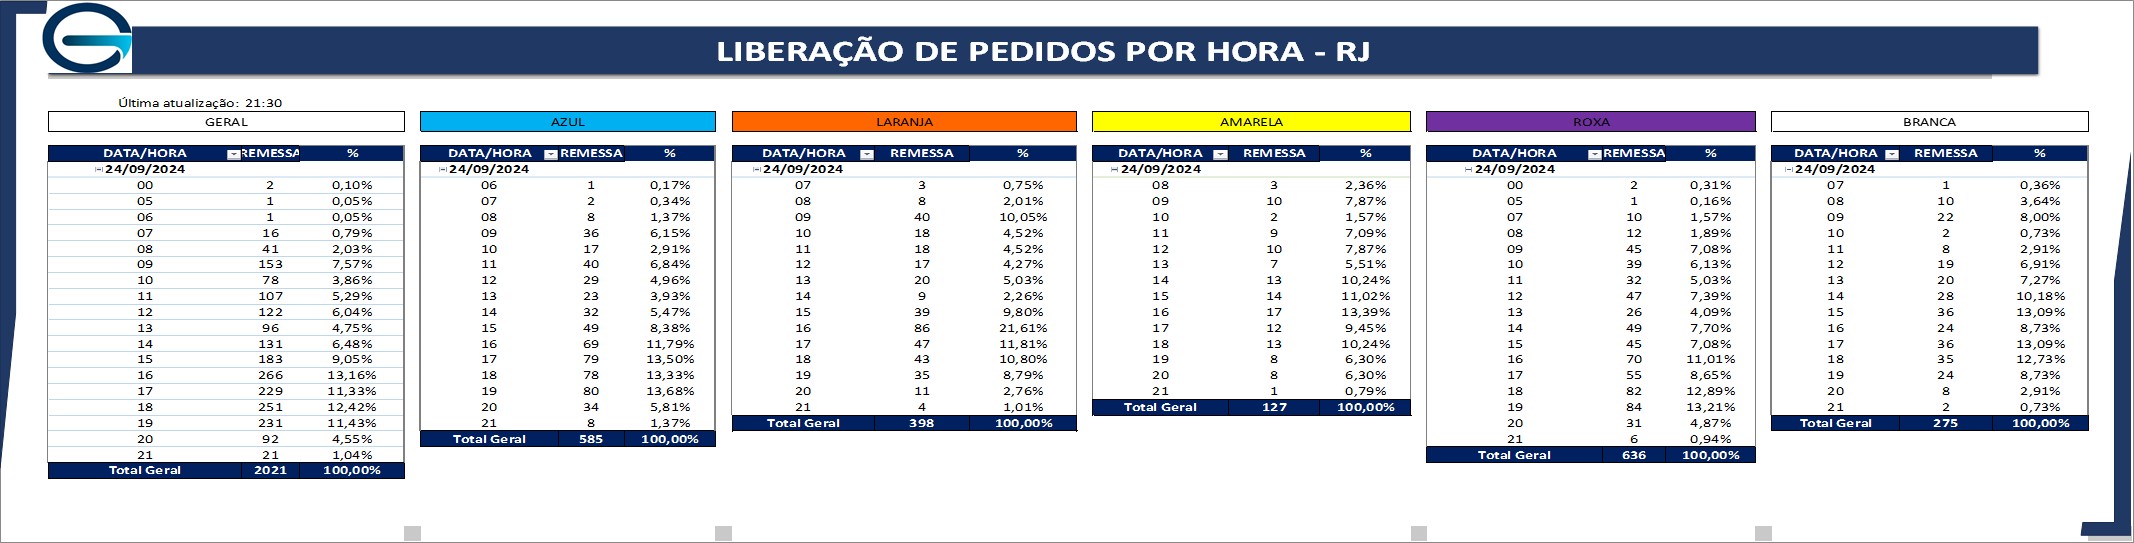 LIBERAÇÃO DE PEDIDOS POR HORA - RJ
Última atualização: 21:30
GERAL AZUL LARANJA AMARELA ROXA BRANCA
DATA/HORA REMESSA % DATA/HORA REMESSA % DATA/HORA REMESSA % DATA/HORA REMESSA % DATA/HORA REMESSA % DATA/HORA REMESSA %
24/09/2024 24/09/2024 24/09/2024 24/09/2024 24/09/2024 24/09/2024
00 2 0,10% 06 1 0,17% 07 3 0,75% 08 3 2,36% 00 2 0,31% 07 1 0,36%
05 1 0,05% 07 2 0,34% 08 8 2,01% 09 10 7,87% 05 1 0,16% 08 10 3,64%
06 1 0,05% 08 8 1,37% 09 40 10,05% 10 2 1,57% 07 10 1,57% 09 22 8,00%
07 16 0,79% 09 36 6,15% 10 18 4,52% 11 9 7,09% 08 12 1,89% 10 2 0,73%
08 41 2,03% 10 17 2,91% 11 18 4,52% 12 10 7,87% 09 45 7,08% 11 8 2,91%
09 153 7,57% 11 40 6,84% 12 17 4,27% 13 7 5,51% 10 39 6,13% 12 19 6,91%
10 78 3,86% 12 29 4,96% 13 20 5,03% 14 13 10,24% 11 32 5,03% 13 20 7,27%
11 107 5,29% 13 23 3,93% 14 9 2,26% 15 14 11,02% 12 47 7,39% 14 28 10,18%
12 122 6,04% 14 32 5,47% 15 39 9,80% 16 17 13,39% 13 26 4,09% 15 36 13,09%
13 96 4,75% 15 49 8,38% 16 86 21,61% 17 12 9,45% 14 49 7,70% 16 24 8,73%
14 131 6,48% 16 69 11,79% 17 47 11,81% 18 13 10,24% 15 45 7,08% 17 36 13,09%
15 183 9,05% 17 79 13,50% 18 43 10,80% 19 8 6,30% 16 70 11,01% 18 35 12,73%
16 266 13,16% 18 78 13,33% 19 35 8,79% 20 8 6,30% 17 55 8,65% 19 24 8,73%
17 229 11,33% 19 80 13,68% 20 11 2,76% 21 1 0,79% 18 82 12,89% 20 8 2,91%
18 251 12,42% 20 34 5,81% 21 4 1,01% Total Geral 127 100,00% 19 84 13,21% 21 2 0,73%
19 231 11,43% 21 8 1,37% Total Geral 398 100,00% 20 31 4,87% Total Geral 275 100,00%
20 92 4,55% Total Geral 585 100,00% 21 6 0,94%
21 21 1,04% Total Geral 636 100,00%
Total Geral 2021 100,00%